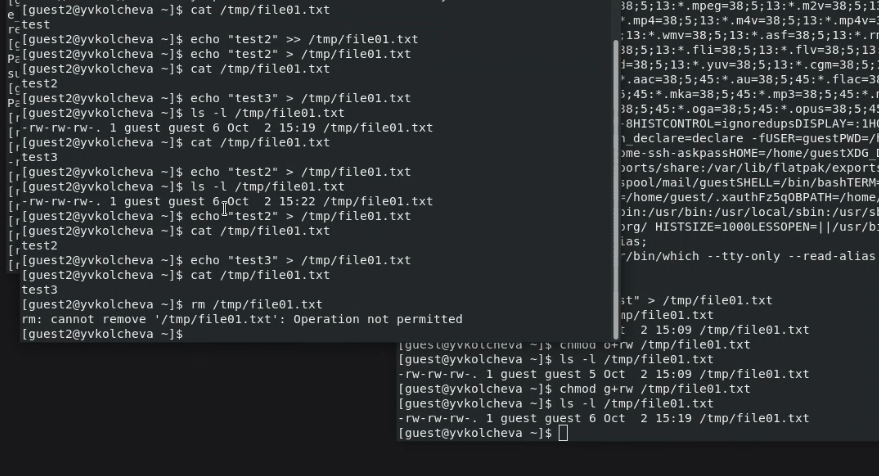 [guest2@yvkolcheva ~]$ cat /tmp/file01.txt
test
[guest2@yvkolcheva ~]$ echo "test2" >> /tmp/file01.txt
[guest2@yvkolcheva ~]$ echo "test2" > /tmp/file01.txt
[guest2@yvkolcheva ~]$ cat /tmp/file01.txt
test2
[guest2@yvkolcheva ~]$ echo "test3" > /tmp/file01.txt
[guest2@yvkolcheva ~]$ ls -l /tmp/file01.txt
-rw-rw-rw-. 1 guest guest 6 Oct  2 15:19 /tmp/file01.txt
[guest2@yvkolcheva ~]$ cat /tmp/file01.txt
test3
[guest2@yvkolcheva ~]$ echo "test2" > /tmp/file01.txt
[guest2@yvkolcheva ~]$ ls -l /tmp/file01.txt
-rw-rw-rw-. 1 guest guest 6 Oct  2 15:22 /tmp/file01.txt
[guest2@yvkolcheva ~]$ echo "test2" > /tmp/file01.txt
[guest2@yvkolcheva ~]$ cat /tmp/file01.txt
test2
[guest2@yvkolcheva ~]$ echo "test3" > /tmp/file01.txt
[guest2@yvkolcheva ~]$ cat /tmp/file01.txt
test3
[guest2@yvkolcheva ~]$ rm /tmp/file01.txt
rm: cannot remove '/tmp/file01.txt': Operation not permitted
[guest2@yvkolcheva ~]$
38;5;13:*.mpeg=38;5;13:*.m2v=38;5;
*.mp4=38;5;13:*.m4v=38;5;13:*.mp4v=
;13:*.wmv=38;5;13:*.asf=38;5;13:*.r
38;5;13:*.fli=38;5;13:*.flv=38;5;13
d=38;5;13:*.yuv=38;5;13:*.cgm=38;5;
*.aac=38;5;45:*.au=38;5;45:*.flac=
5;45:*.mka=38;5;45:*.mp3=38;5;45:*
38;5;45:*.oga=38;5;45:*.opus=38;5;4
-8HISTCONTROL=ignoredupsDISPLAY=:1H
n_declare=declare -fUSER=guestPWD=/
ome-ssh-askpassHOME=/home/guestXDG_D
ports/share:/var/lib/flatpak/exports
spool/mail/guestSHELL=/bin/bashTERM=
=/home/guest/.xauthFz5qOBPATH=/home/
bin:/usr/bin:/usr/local/sbin:/usr/sb
org/ HISTSIZE=1000LESSOPEN=||/usr/b
ias;
r/bin/which --tty-only --read-alias
st" > /tmp/file01.txt
mp/file01.txt
t  2 15:09 /tmp/file01.txt
[guest@yvkolcheva ~]$ chmod o+rw /tmp/file01.txt
[guest@yvkolcheva ~]$ ls -l /tmp/file01.txt
-rw-rw-rw-. 1 guest guest 5 Oct  2 15:09 /tmp/file01.txt
[guest@yvkolcheva ~]$ chmod g+rw /tmp/file01.txt
[guest@yvkolcheva ~]$ ls -l /tmp/file01.txt
-rw-rw-rw-. 1 guest guest 6 Oct  2 15:19 /tmp/file01.txt
[guest@yvkolcheva ~]$